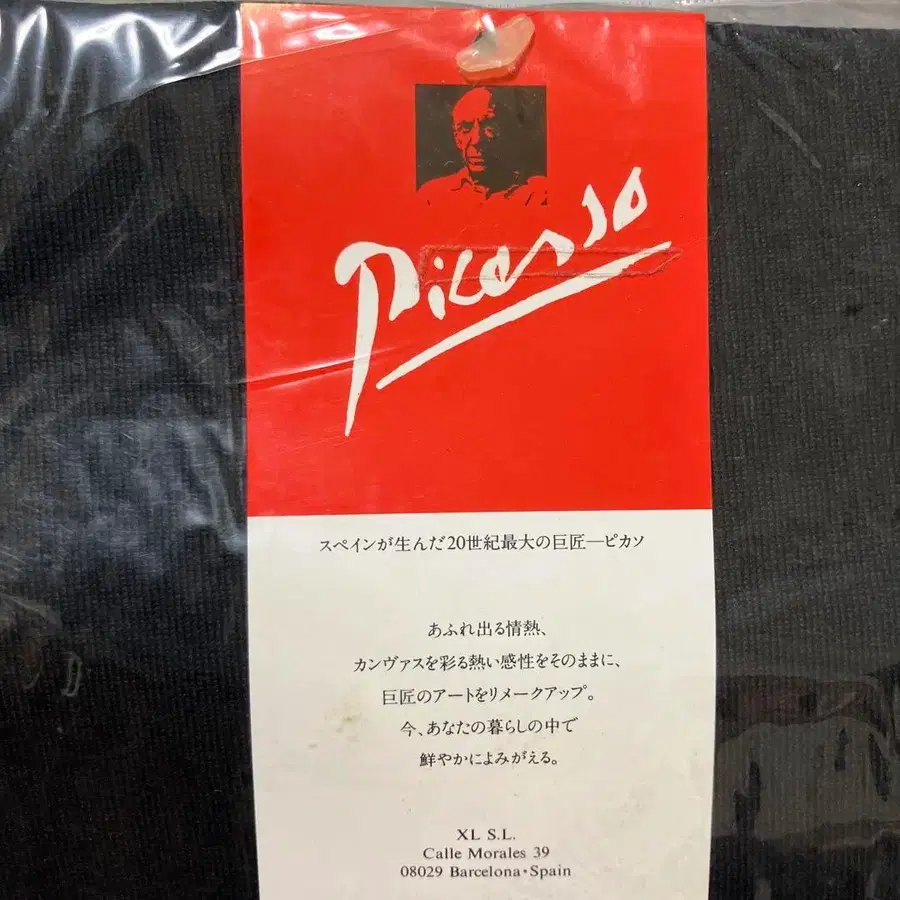 Picasso
スペインが生んだ20世紀最大の巨匠—ピカソ
あふれ出る情熱、
カンヴァスを彩る熱い感性をそのままに、
巨匠のアートをリメークアップ。
今、あなたの暮らしの中で
鮮やかによみがえる。
XL S.L.
Calle Morales 39
08029 Barcelona・Spain